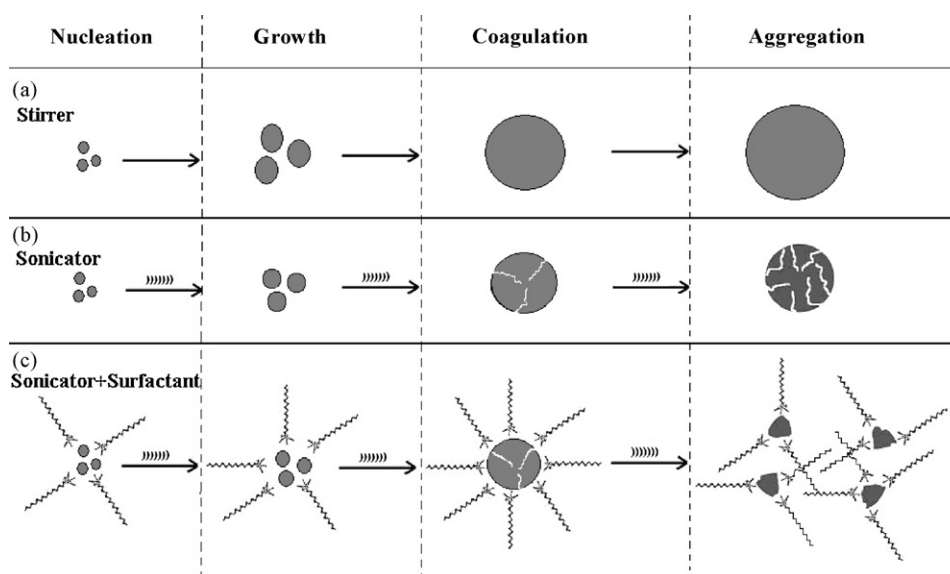 Nucleation Growth Coagulation Aggregation
(a)
Stirrer
(b)
Sonicator
(c)
Sonicator+Surfactant